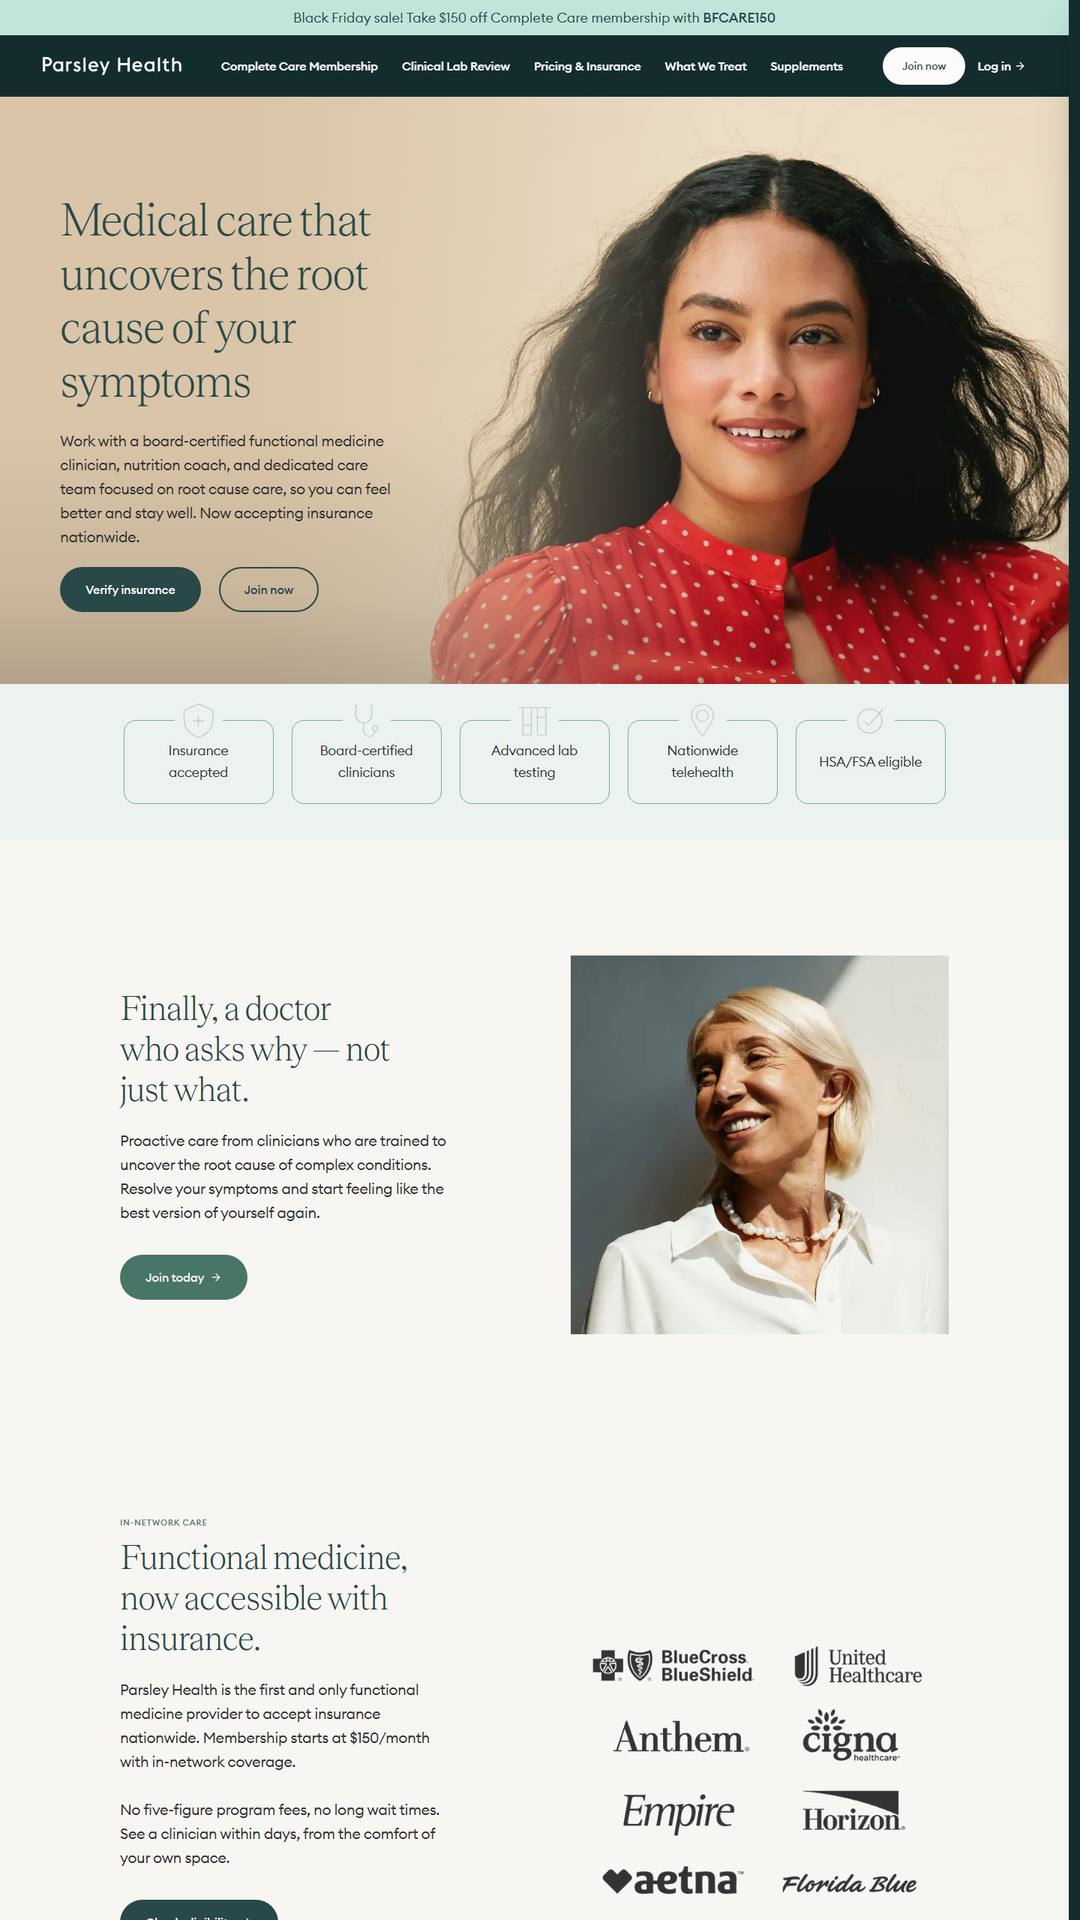 Black Friday sale! Take $150 off Complete Care membership with BFCARE150
Parsley Health
Complete Care Membership
Clinical Lab Review
Pricing & Insurance
What We Treat
Supplements
Join now
Log in →
Medical care that
uncovers the root
cause of your
symptoms
Work with a board-certified functional medicine
clinician, nutrition coach, and dedicated care
team focused on root cause care, so you can feel
better and stay well. Now accepting insurance
nationwide.
Verify insurance
Join now
Insurance
accepted
Board-certified
clinicians
Advanced lab
testing
Nationwide
telehealth
HSA/FSA eligible
Finally, a doctor
who asks why — not
just what.
Proactive care from clinicians who are trained to
uncover the root cause of complex conditions.
Resolve your symptoms and start feeling like the
best version of yourself again.
Join today →
IN-NETWORK CARE
Functional medicine,
now accessible with
insurance.
Parsley Health is the first and only functional
medicine provider to accept insurance
nationwide. Membership starts at $150/month
with in-network coverage.
No five-figure program fees, no long wait times.
See a clinician within days, from the comfort of
your own space.
BlueCross
BlueShield
United
Healthcare
Anthem®
cigna
healthcare
Empire
Horizon®
aetna™
Florida Blue